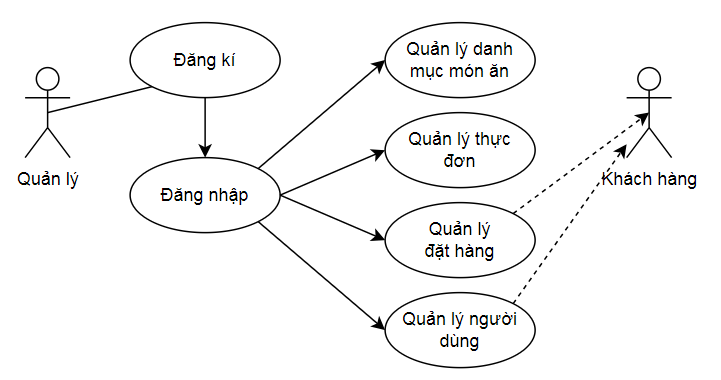 Đăng kí
Quản lý danh
mục món ăn
Quản lý thực
đơn
Quản lý
Khách hàng
Đăng nhập
Quản lý
đặt hàng
Quản lý người
dùng